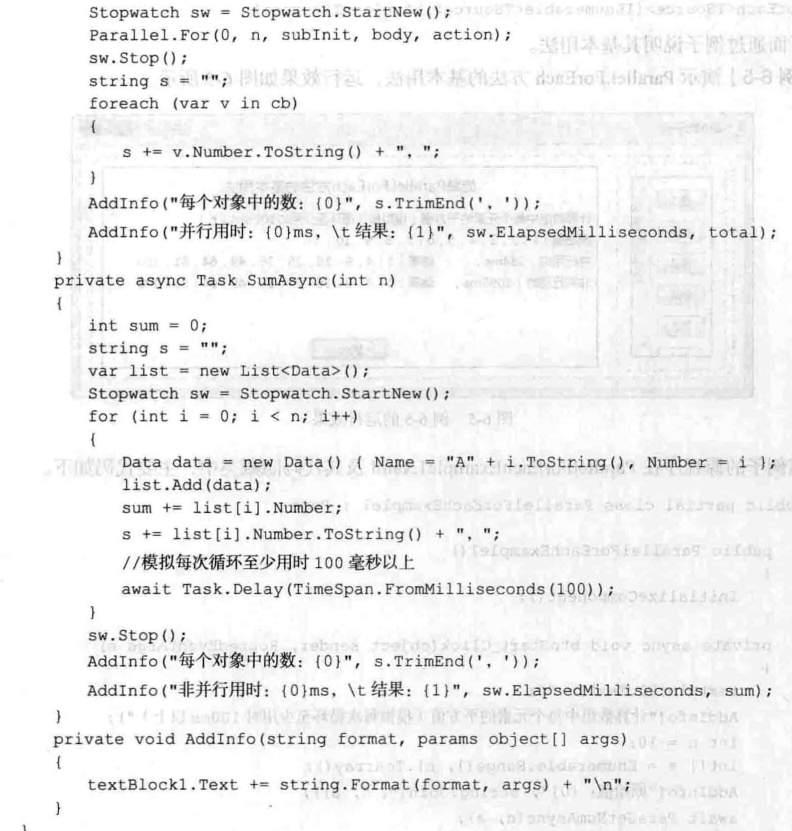 Stopwatch sw = Stopwatch.StartNew();
Parallel.For(0, n, subInit, body, action);
sw.Stop();
string s = "";
foreach (var v in cb)
{
s += v.Number.ToString() + ", ";
}
AddInfo("每个对象中的数: {0}", s.TrimEnd(', '));
AddInfo("并行用时: {0}ms, \t 结果: {1}", sw.ElapsedMilliseconds, total);
}
private async Task SumAsync(int n)
{
int sum = 0;
string s = "";
var list = new List<Data>();
Stopwatch sw = Stopwatch.StartNew();
for (int i = 0; i < n; i++)
{
Data data = new Data() { Name = "A" + i.ToString(), Number = i };
list.Add(data);
sum += list[i].Number;
s += list[i].Number.ToString() + ", ";
//模拟每次循环至少用时 100 毫秒以上
await Task.Delay(TimeSpan.FromMilliseconds(100));
}
sw.Stop();
AddInfo("每个对象中的数: {0}", s.TrimEnd(', '));
AddInfo("非并行用时: {0}ms, \t 结果: {1}", sw.ElapsedMilliseconds, sum);
}
private void AddInfo(string format, params object[] args)
{
textBlock1.Text += string.Format(format, args) + "\n";
}
}